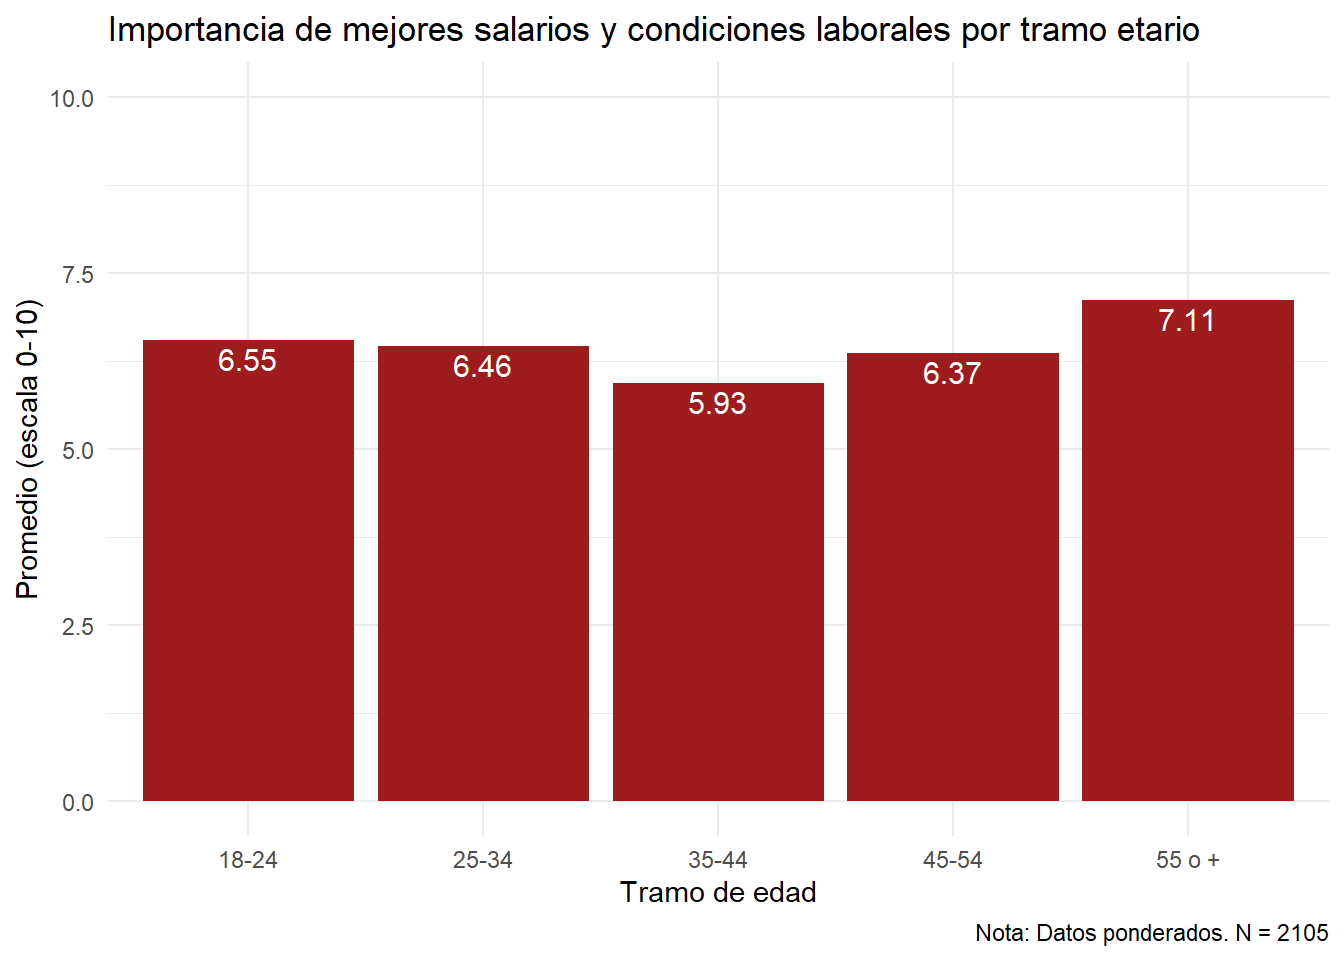 Importancia de mejores salarios y condiciones laborales por tramo etario
10.0
7.5
5.0
2.5
0.0
Promedio (escala 0-10)
6.55
6.46
5.93
6.37
7.11
18-24
25-34
35-44
45-54
55 o +
Tramo de edad
Nota: Datos ponderados. N = 2105